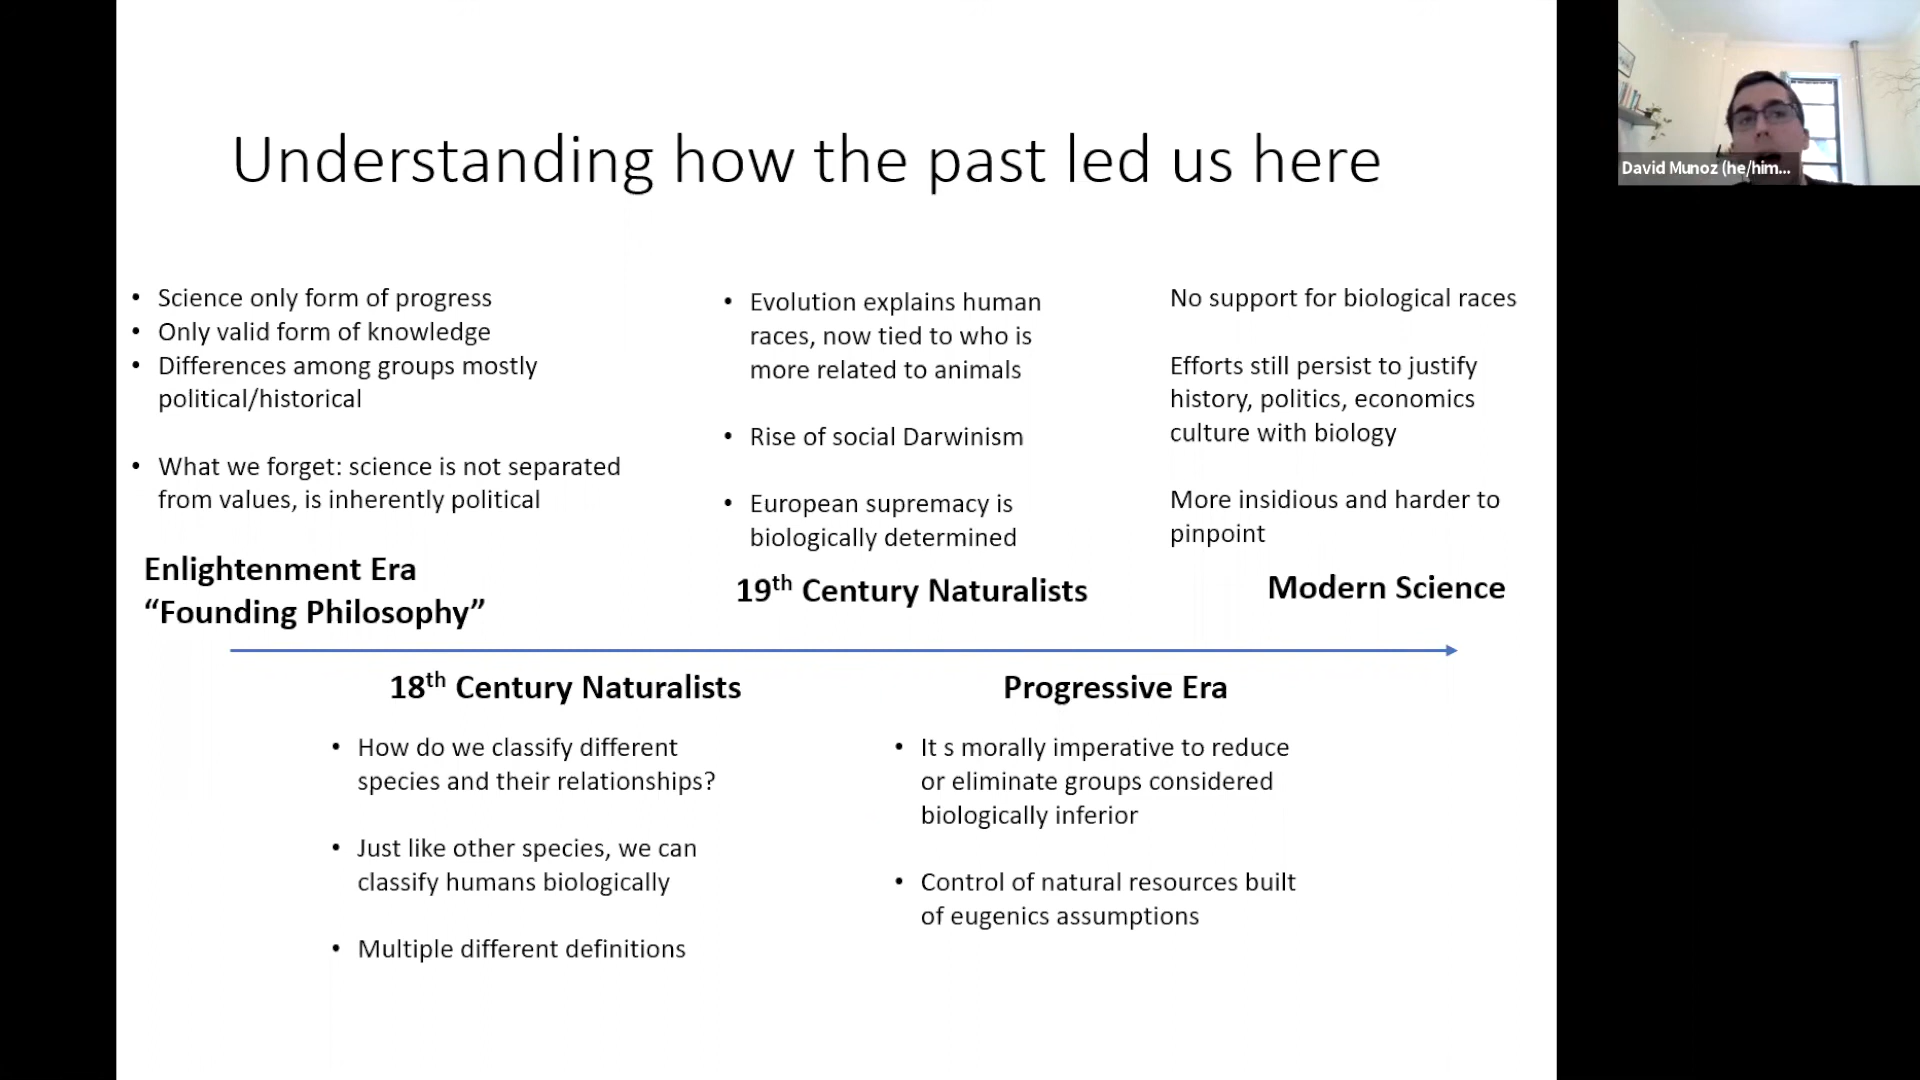 Understanding how the past led us here
• Science only form of progress
• Only valid form of knowledge
• Differences among groups mostly
political/historical
• What we forget: science is not separated
from values, is inherently political
Enlightenment Era
“Founding Philosophy”
• Evolution explains human
races, now tied to who is
more related to animals
• Rise of social Darwinism
• European supremacy is
biologically determined
19th Century Naturalists
No support for biological races
Efforts still persist to justify
history, politics, economics
culture with biology
More insidious and harder to
pinpoint
Modern Science
18th Century Naturalists
• How do we classify different
species and their relationships?
• Just like other species, we can
classify humans biologically
• Multiple different definitions
Progressive Era
• It s morally imperative to reduce
or eliminate groups considered
biologically inferior
• Control of natural resources built
of eugenics assumptions
David Munoz (he/him...